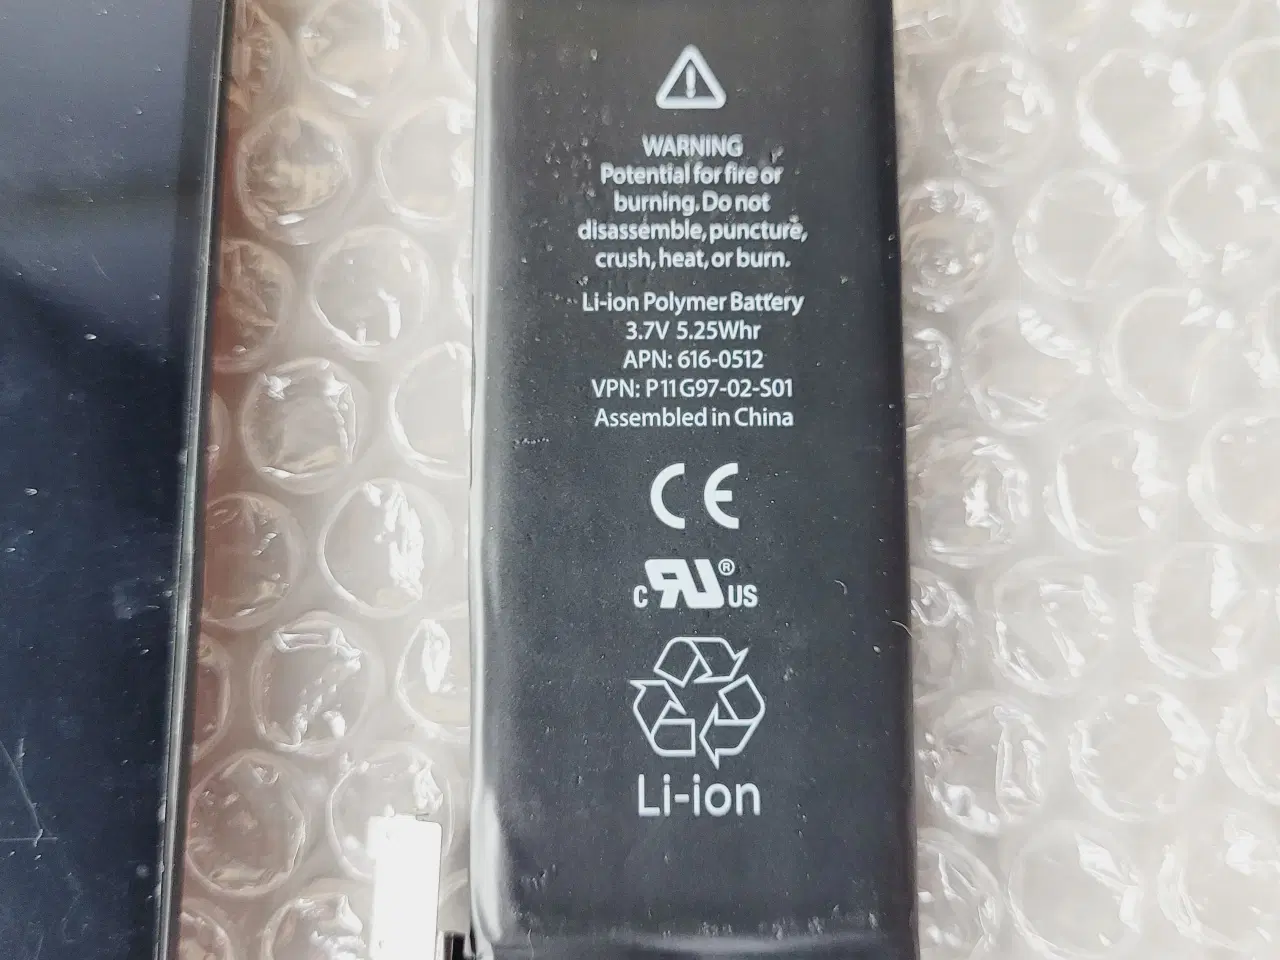 WARNING
Potential for fire or
burning. Do not
disassemble, puncture,
crush, heat, or burn.
Li-ion Polymer Battery
3.7V 5.25Whr
APN: 616-0512
VPN: P11G97-02-S01
Assembled in China
CE
c RU ® US
Li-ion